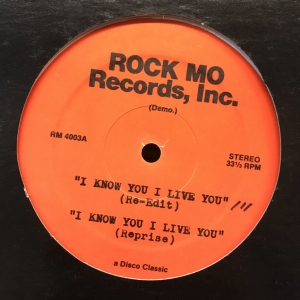 ROCK MO
Records, Inc.
(Demo.)
RM 4003A
STEREO
33⅓ RPM
"I KNOW YOU I LIVE YOU"
(Re-Edit)
"I KNOW YOU I LIVE YOU"
(Reprise)
a Disco Classic